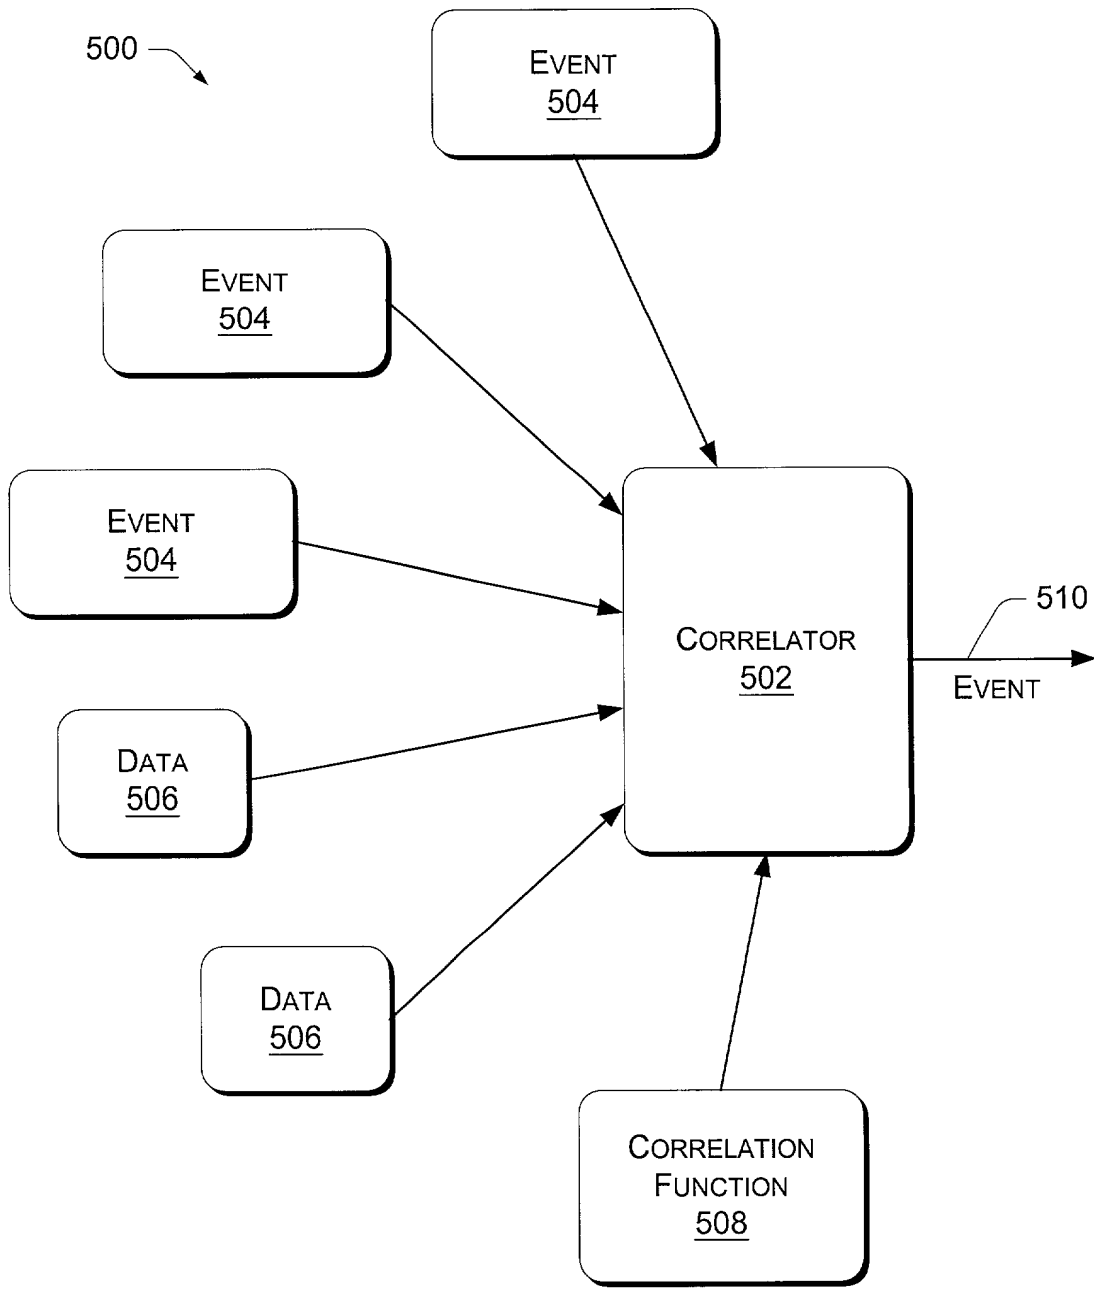 500
EVENT
504
EVENT
504
EVENT
504
CORRELATOR
502
510
EVENT
DATA
506
DATA
506
CORRELATION
FUNCTION
508